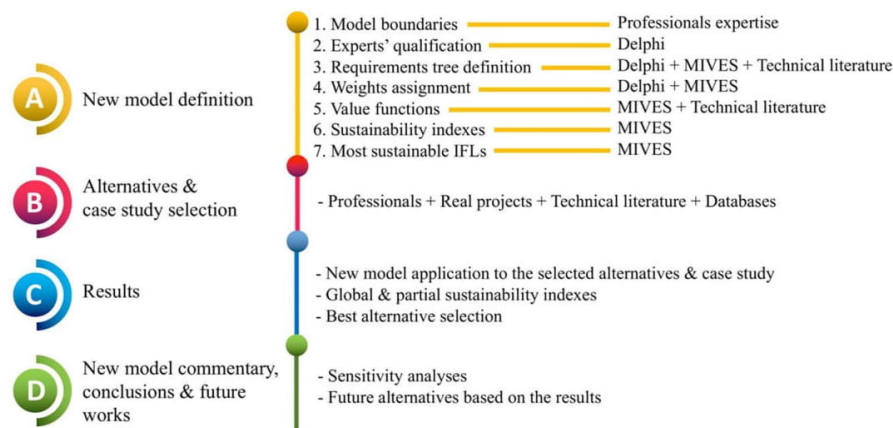 A
New model definition
1. Model boundaries Professionals expertise
2. Experts' qualification Delphi
3. Requirements tree definition Delphi + MIVES + Technical literature
4. Weights assignment Delphi + MIVES
5. Value functions MIVES + Technical literature
6. Sustainability indexes MIVES
7. Most sustainable IFLs MIVES
B
Alternatives &
case study selection
- Professionals + Real projects + Technical literature + Databases
C
Results
- New model application to the selected alternatives & case study
- Global & partial sustainability indexes
- Best alternative selection
D
New model commentary,
conclusions & future
works
- Sensitivity analyses
- Future alternatives based on the results